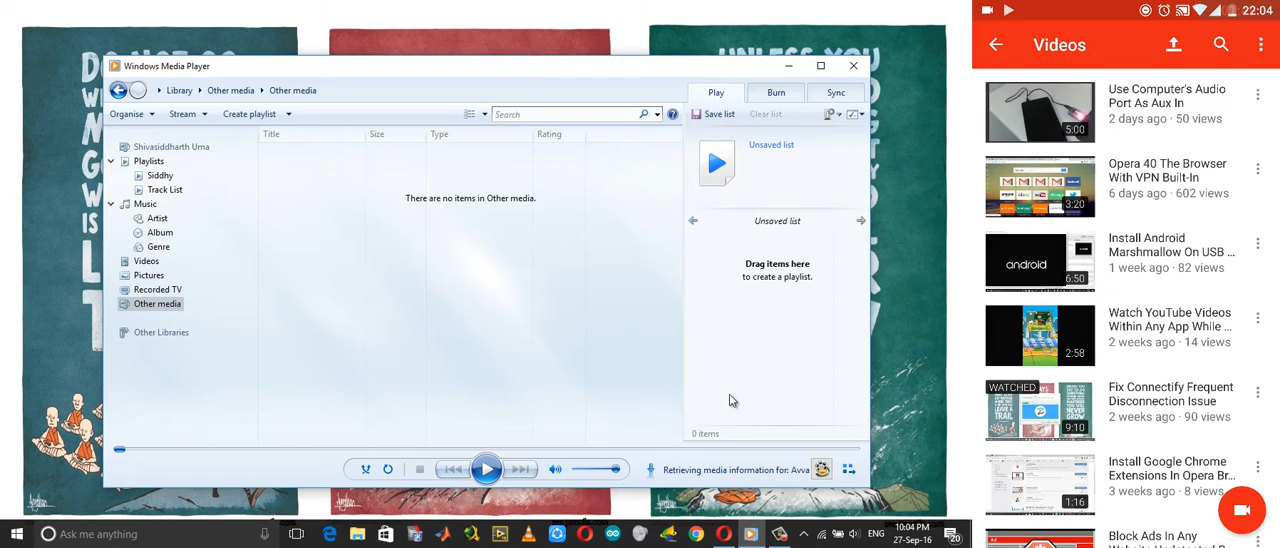 UNLESS YOU
Windows Media Player
Library
Other media
Other media
Play
Burn
Sync
Organise
Stream
Create playlist
Search
Save list
Clear list
Title
Size
Type
Rating
Shivasiddharth Uma
Playlists
Siddhy
Track List
Music
Artist
Album
Genre
Videos
Pictures
Recorded TV
Other media
Other Libraries
There are no items in Other media.
Unsaved list
Unsaved list
Drag items here
to create a playlist.
0 items
Retrieving media information for: Avva
Ask me anything
ENG
10:04 PM
27-Sep-16
20
22:04
Videos
5:00
Use Computer's Audio
Port As Aux In
2 days ago · 50 views
3:20
Opera 40 The Browser
With VPN Built-In
6 days ago · 602 views
android
6:50
Install Android
Marshmallow On USB ...
1 week ago · 82 views
2:58
Watch YouTube Videos
Within Any App While ...
2 weeks ago · 14 views
WATCHED
9:10
Fix Connectify Frequent
Disconnection Issue
2 weeks ago · 90 views
1:16
Install Google Chrome
Extensions In Opera Br...
3 weeks ago · 8 views
Ad
Block Ads In Any